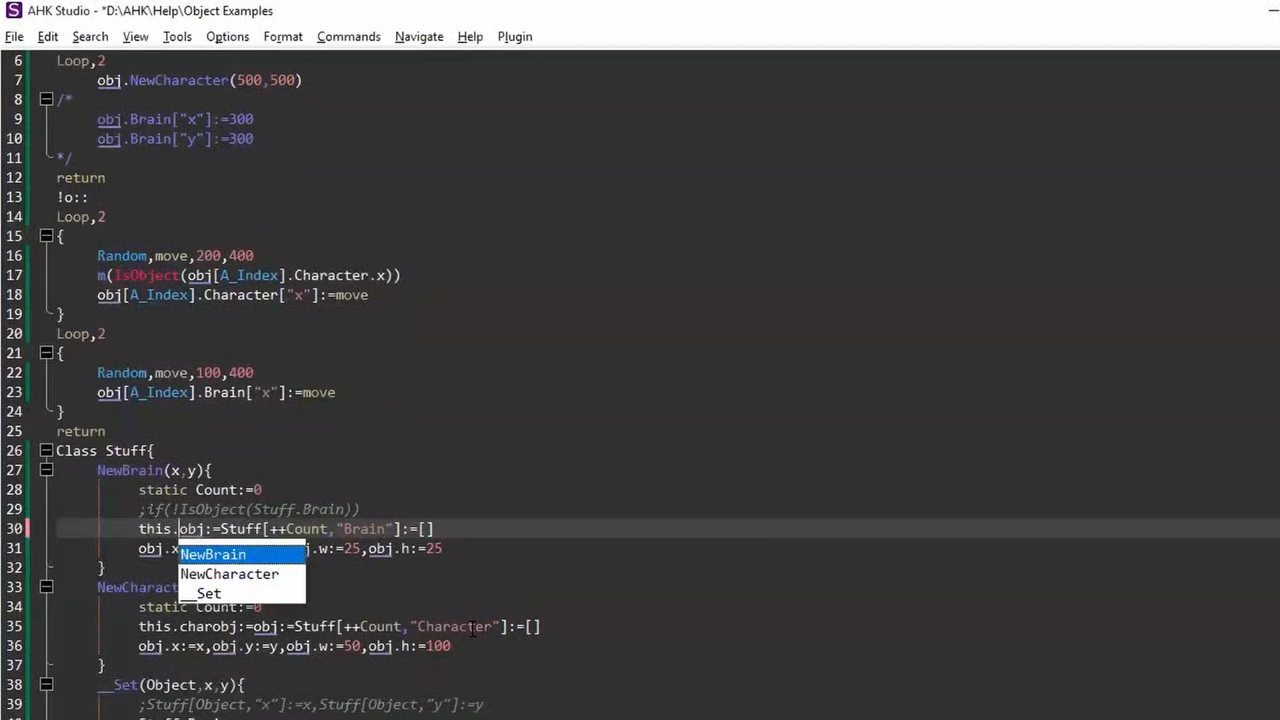 AHK Studio - *D:\AHK\Help\Object Examples
File Edit Search View Tools Options Format Commands Navigate Help Plugin
6 Loop,2
7 obj.NewCharacter(500,500)
8 /*
9 obj.Brain["x"]:=300
10 obj.Brain["y"]:=300
11 */
12 return
13 !o::
14 Loop,2
15 {
16 Random,move,200,400
17 m(IsObject(obj[A_Index].Character.x))
18 obj[A_Index].Character["x"]:=move
19 }
20 Loop,2
21 {
22 Random,move,100,400
23 obj[A_Index].Brain["x"]:=move
24 }
25 return
26 Class Stuff{
27 NewBrain(x,y){
28 static Count:=0
29 ;if(!IsObject(Stuff.Brain))
30 this.obj:=Stuff[++Count,"Brain"]:=[]
31 obj.x .w:=25,obj.h:=25
NewBrain
32 }
NewCharacter
33 NewCharact
__Set
34 static Count:=0
35 this.charobj:=obj:=Stuff[++Count,"Character"]:=[]
36 obj.x:=x,obj.y:=y,obj.w:=50,obj.h:=100
37 }
38 __Set(Object,x,y){
39 ;Stuff[Object,"x"]:=x,Stuff[Object,"y"]:=y